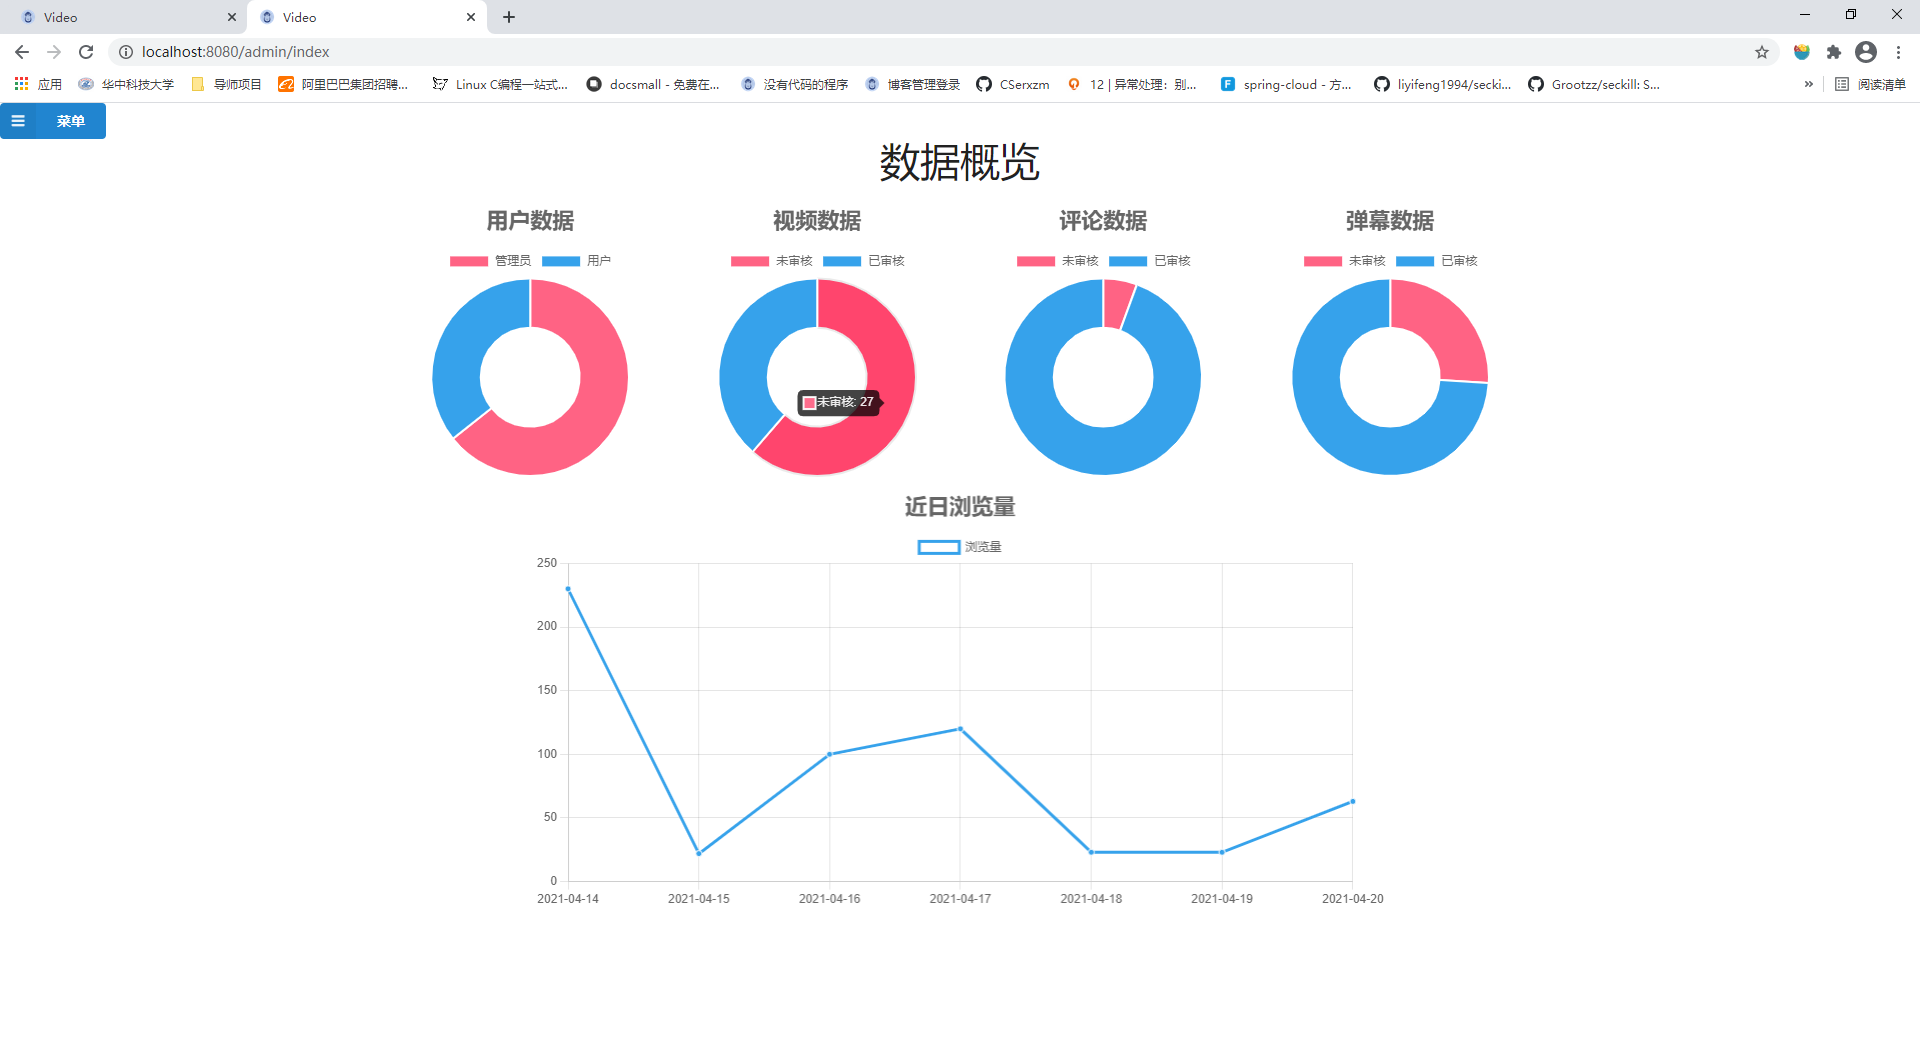 Video
Video
localhost:8080/admin/index
应用
华中科技大学
导师项目
阿里巴巴集团招聘...
Linux C编程一站式...
docsmall - 免费在...
没有代码的程序
博客管理登录
CSerxzm
12 | 异常处理：别...
spring-cloud - 方...
liyifeng1994/secki...
Grootzz/seckill: S...
»
阅读清单
菜单
数据概览
用户数据
管理员
用户
视频数据
未审核
已审核
未审核: 27
评论数据
未审核
已审核
弹幕数据
未审核
已审核
近日浏览量
浏览量
250
200
150
100
50
0
2021-04-14
2021-04-15
2021-04-16
2021-04-17
2021-04-18
2021-04-19
2021-04-20